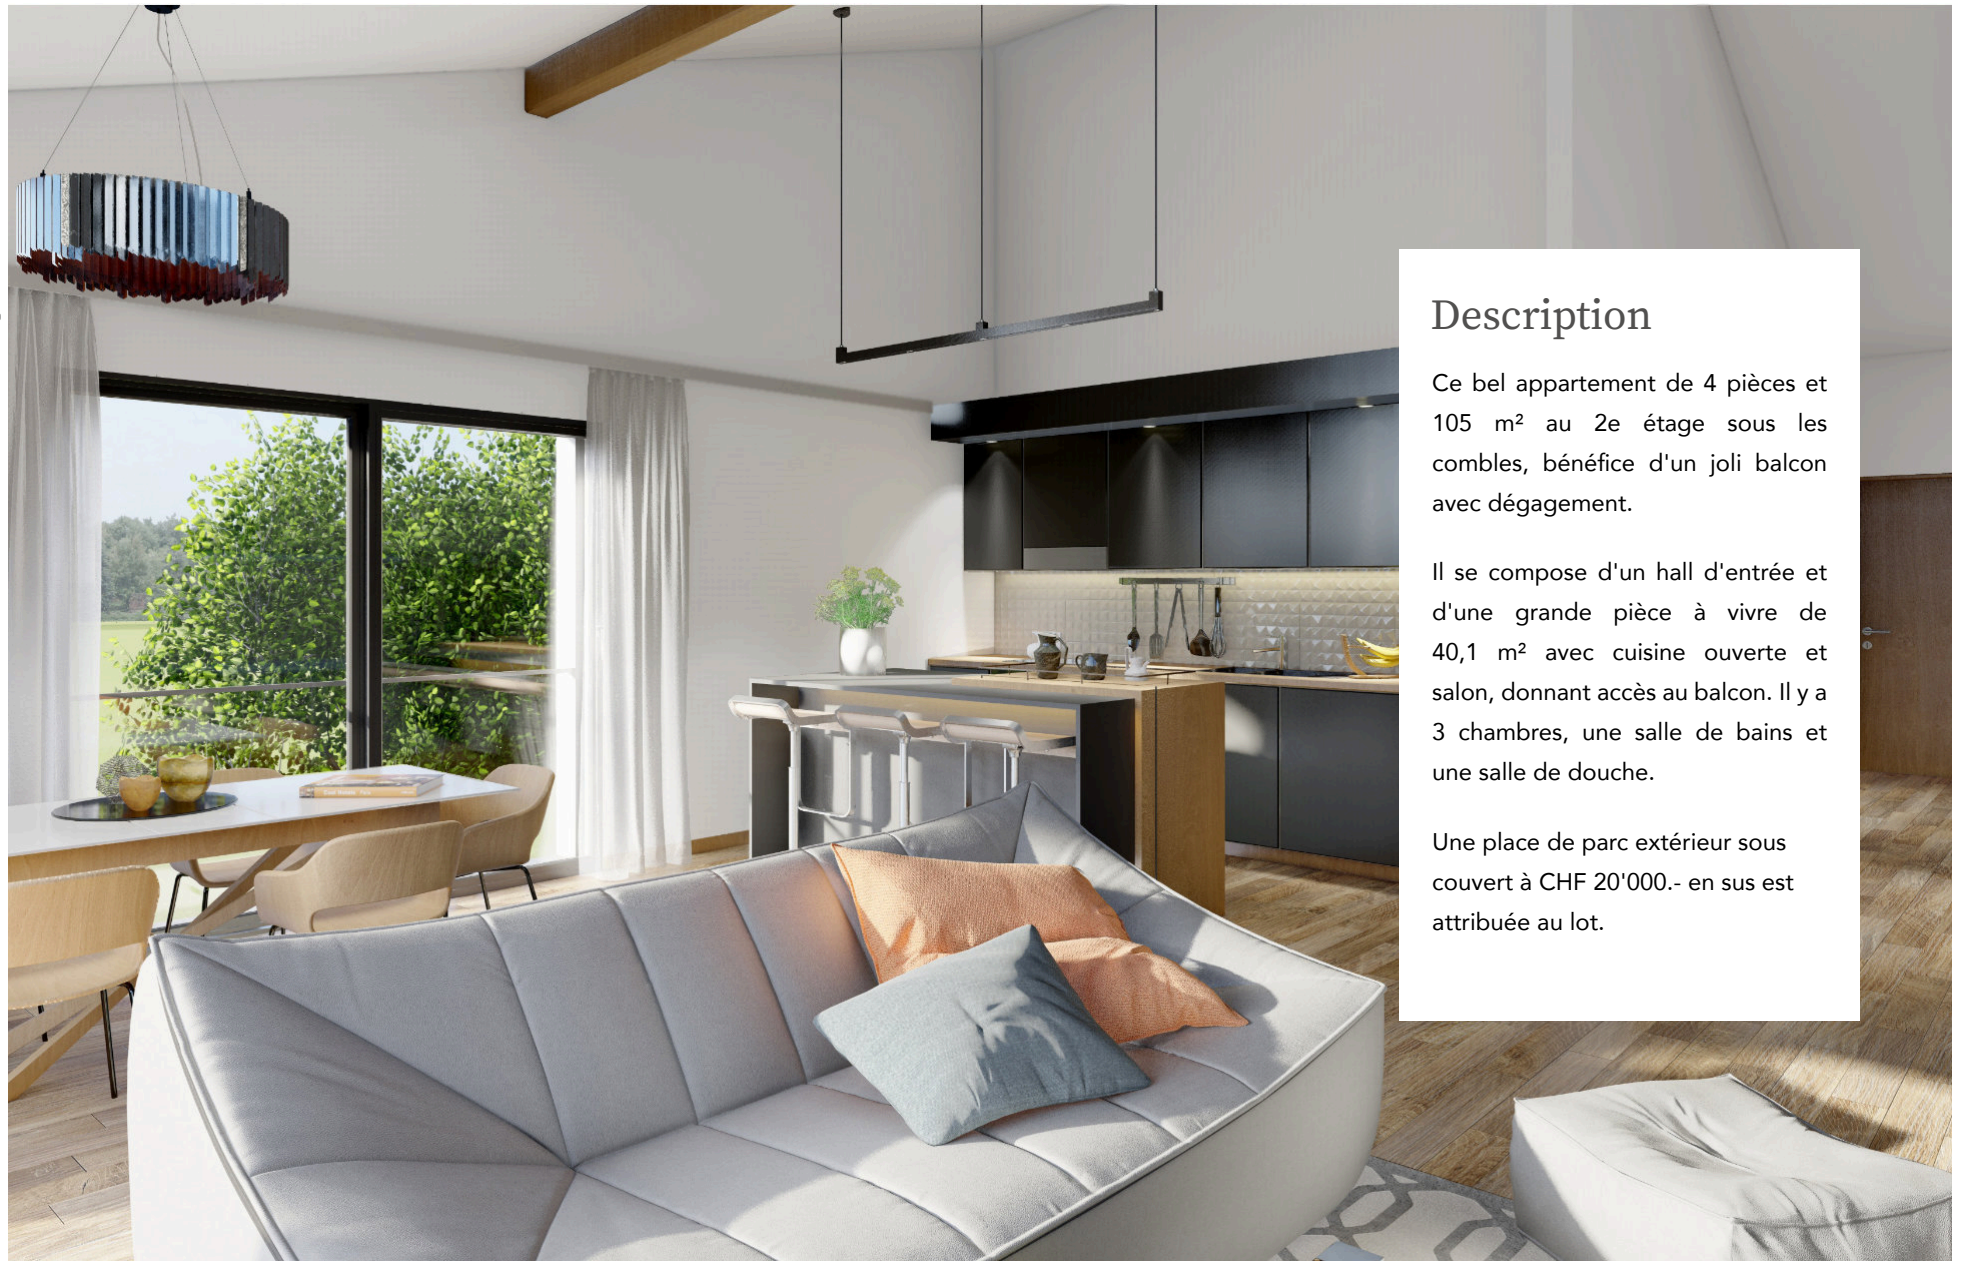 Description
Ce bel appartement de 4 pièces et
105 m² au 2e étage sous les
combles, bénéfice d'un joli balcon
avec dégagement.
Il se compose d'un hall d'entrée et
d'une grande pièce à vivre de
40,1 m² avec cuisine ouverte et
salon, donnant accès au balcon. Il y a
3 chambres, une salle de bains et
une salle de douche.
Une place de parc extérieur sous
couvert à CHF 20'000.- en sus est
attribuée au lot.